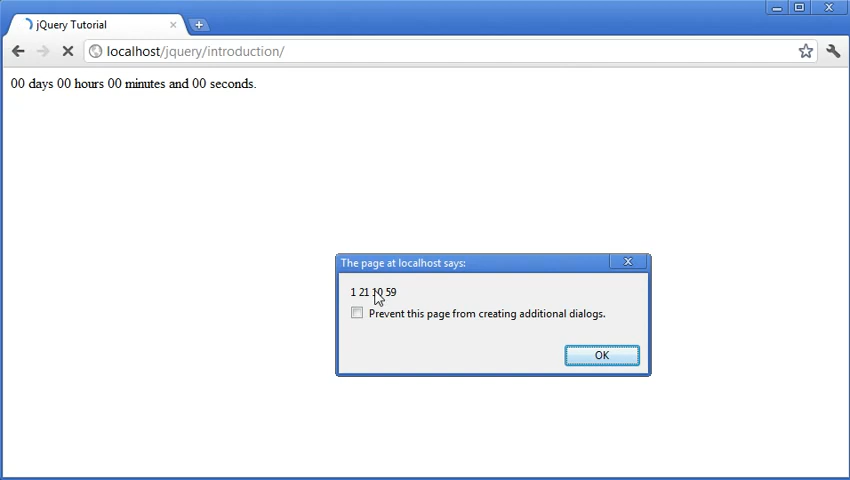 jQuery Tutorial
localhost/jquery/introduction/
00 days 00 hours 00 minutes and 00 seconds.
The page at localhost says:
1 21 10 59
Prevent this page from creating additional dialogs.
OK